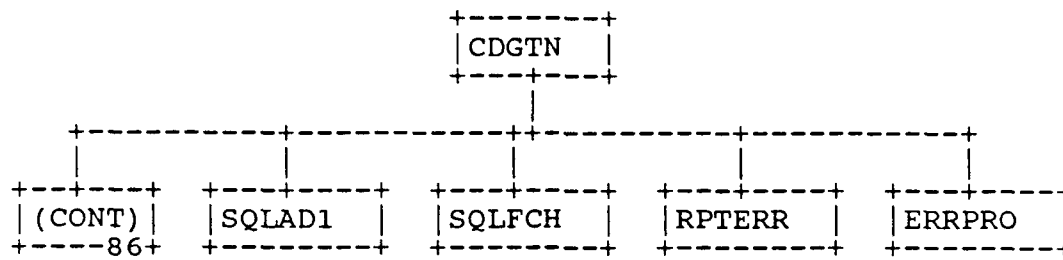 CDGTN
(CONT) SQLAD1 SQLFCH RPTERR ERRPRO
86